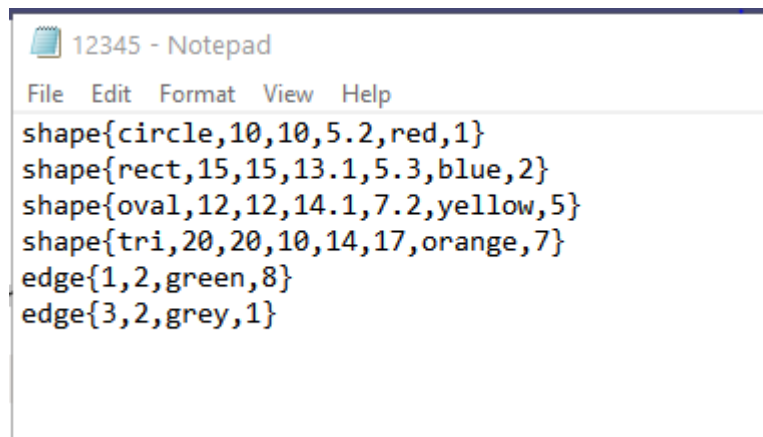 12345 - Notepad
File Edit Format View Help
shape{circle,10,10,5.2,red,1}
shape{rect,15,15,13.1,5.3,blue,2}
shape{oval,12,12,14.1,7.2,yellow,5}
shape{tri,20,20,10,14,17,orange,7}
edge{1,2,green,8}
edge{3,2,grey,1}